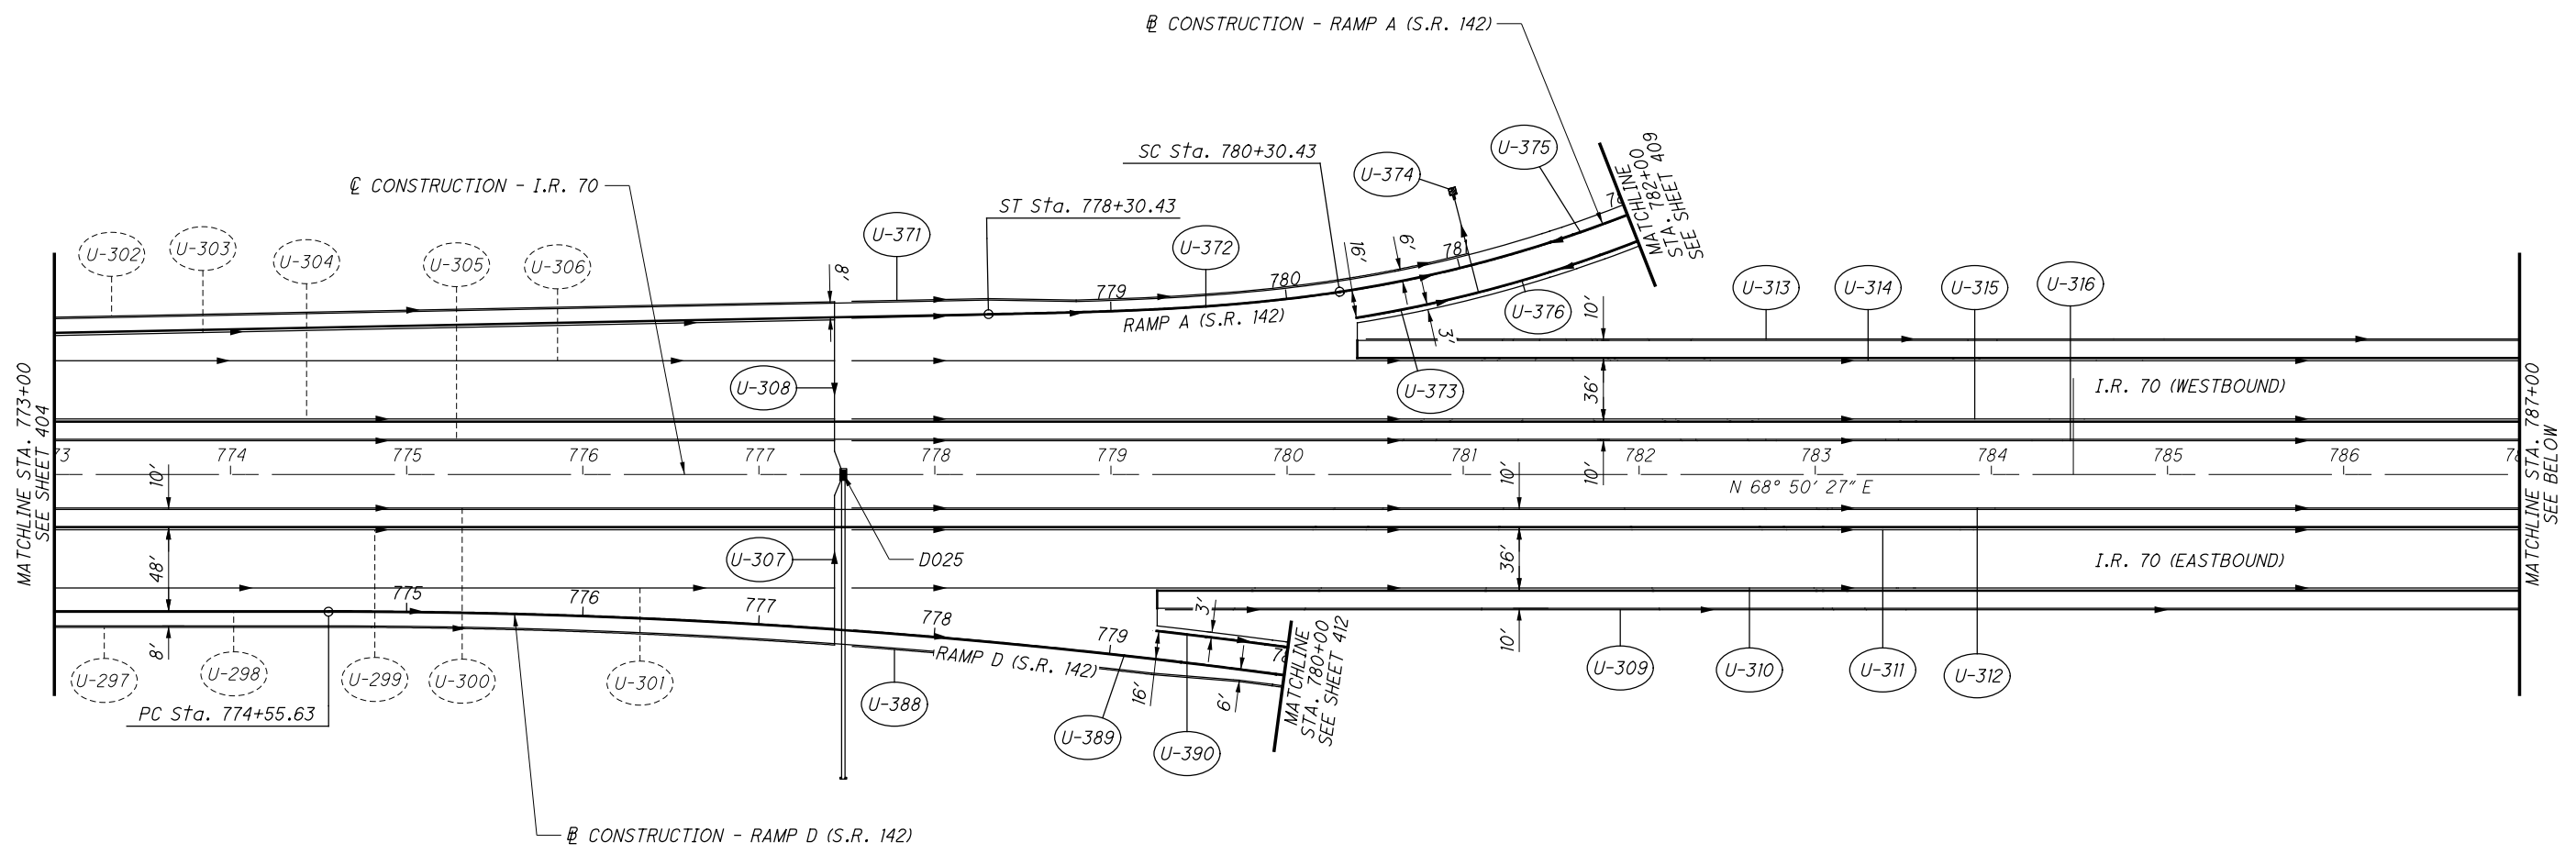 ℄ CONSTRUCTION - RAMP A (S.R. 142)
SC Sta. 780+30.43
U-374
U-375
MATCHLINE
STA. 782+00
SEE SHEET 409
℄ CONSTRUCTION - I.R. 70
ST Sta. 778+30.43
U-302
U-303
U-304
U-305
U-306
U-371
U-372
8'
16'
6'
3'
779
780
781
78
RAMP A (S.R. 142)
U-376
U-373
U-313
U-314
U-315
U-316
10'
36'
10'
I.R. 70 (WESTBOUND)
U-308
MATCHLINE STA. 773+00
SEE SHEET 404
73
774
775
776
777
778
779
780
781
782
783
784
785
786
78
MATCHLINE STA. 787+00
SEE BELOW
10'
10'
N 68° 50' 27" E
U-307
D025
48'
36'
I.R. 70 (EASTBOUND)
775
776
777
778
779
78
8'
3'
10'
16'
6'
RAMP D (S.R. 142)
MATCHLINE
STA. 780+00
SEE SHEET 412
U-297
U-298
U-299
U-300
U-301
U-388
U-389
U-390
U-309
U-310
U-311
U-312
PC Sta. 774+55.63
CONSTRUCTION - RAMP D (S.R. 142)